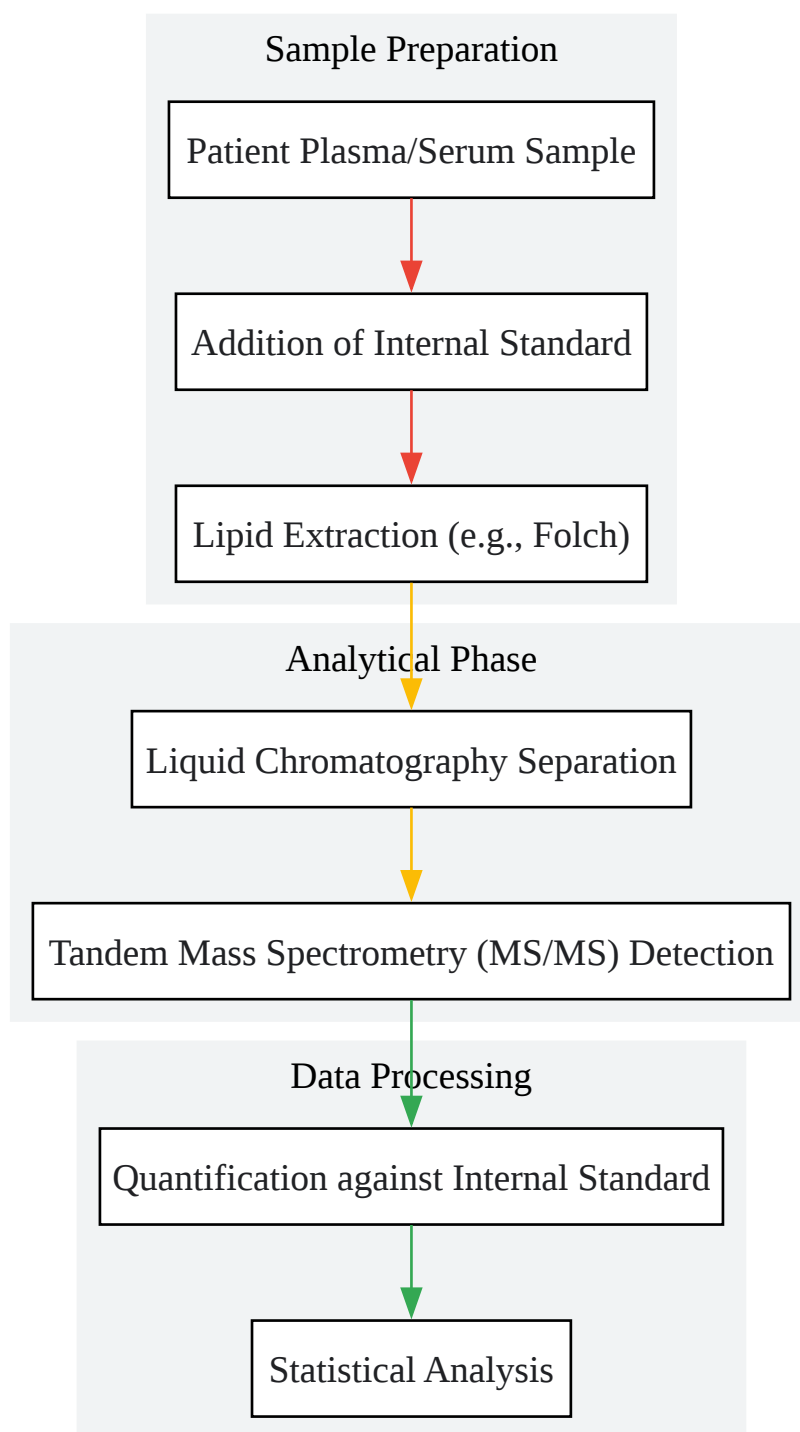 Sample Preparation
Patient Plasma/Serum Sample
Addition of Internal Standard
Lipid Extraction (e.g., Folch)
Analytical Phase
Liquid Chromatography Separation
Tandem Mass Spectrometry (MS/MS) Detection
Data Processing
Quantification against Internal Standard
Statistical Analysis